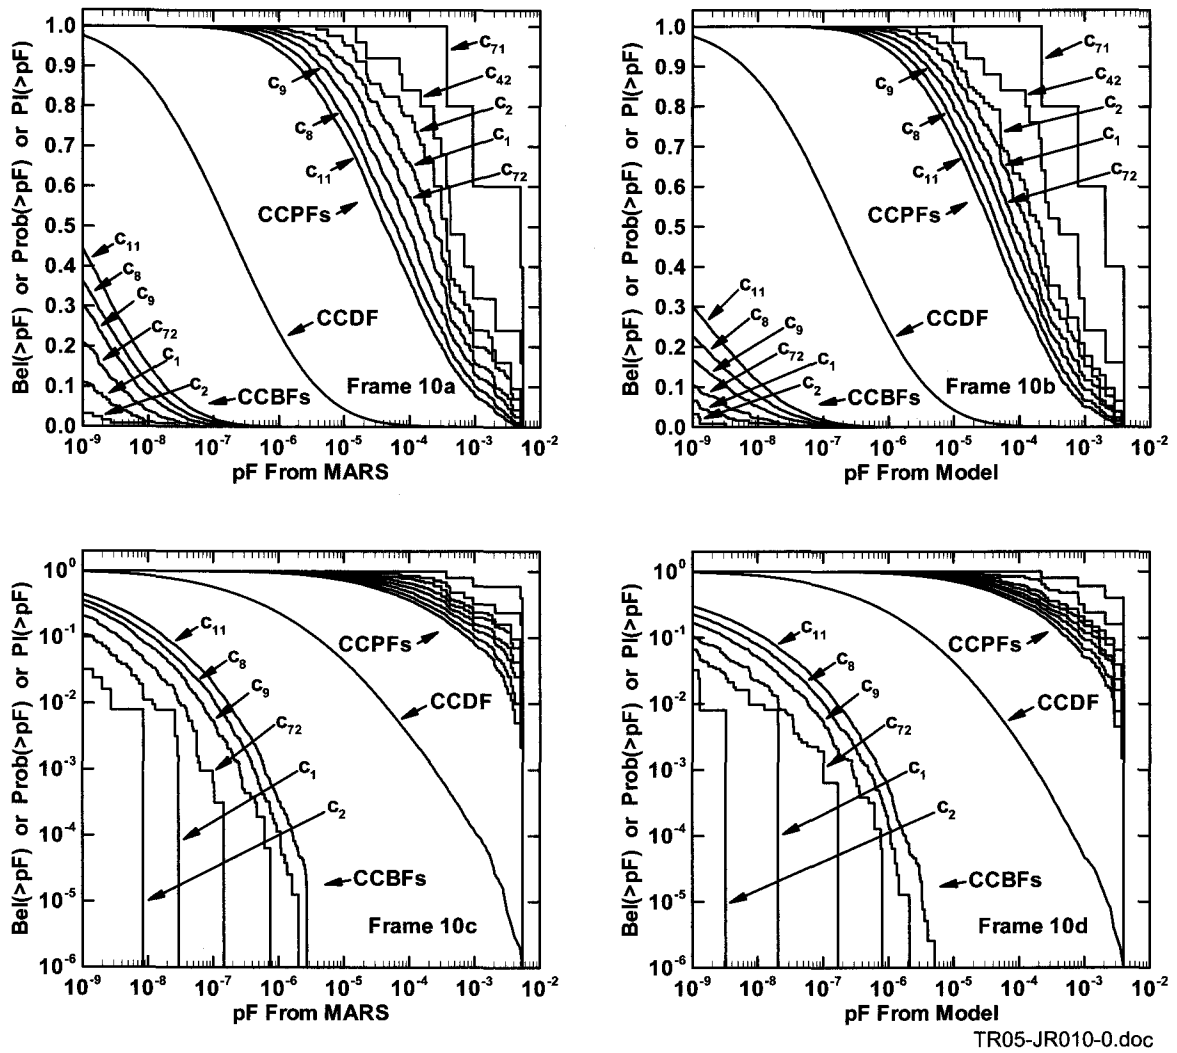 Bel(>pF) or Prob(>pF) or Pl(>pF)
1.0
0.9
0.8
0.7
0.6
0.5
0.4
0.3
0.2
0.1
0.0
C71
C42
C2
C1
C72
C9
C8
C11
CCPFs
C11
C8
C9
C72
C1
C2
CCDF
CCBFs
Frame 10a
10-9 10-8 10-7 10-6 10-5 10-4 10-3 10-2
pF From MARS
Bel(>pF) or Prob(>pF) or Pl(>pF)
1.0
0.9
0.8
0.7
0.6
0.5
0.4
0.3
0.2
0.1
0.0
C71
C42
C2
C1
C72
C9
C8
C11
CCPFs
C11
C8
C9
C72
C1
C2
CCDF
CCBFs
Frame 10b
10-9 10-8 10-7 10-6 10-5 10-4 10-3 10-2
pF From Model
Bel(>pF) or Prob(>pF) or Pl(>pF)
100
10-1
10-2
10-3
10-4
10-5
10-6
C11
C8
C9
C72
C1
C2
CCPFs
CCDF
CCBFs
Frame 10c
10-9 10-8 10-7 10-6 10-5 10-4 10-3 10-2
pF From MARS
Bel(>pF) or Prob(>pF) or Pl(>pF)
100
10-1
10-2
10-3
10-4
10-5
10-6
C11
C8
C9
C72
C1
C2
CCPFs
CCDF
CCBFs
Frame 10d
10-9 10-8 10-7 10-6 10-5 10-4 10-3 10-2
pF From Model
TR05-JR010-0.doc